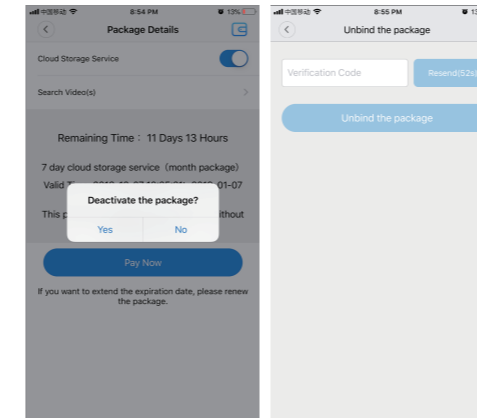 中国移动 8:54 PM 13%
Package Details
Cloud Storage Service
Search Video(s)
Remaining Time： 11 Days 13 Hours
7 day cloud storage service（month package）
Valid 01-07
Deactivate the package?
This ithout
Yes No
Pay Now
If you want to extend the expiration date, please renew
the package.
中国移动 8:55 PM
Unbind the package
Verification Code Resend(52s)
Unbind the package